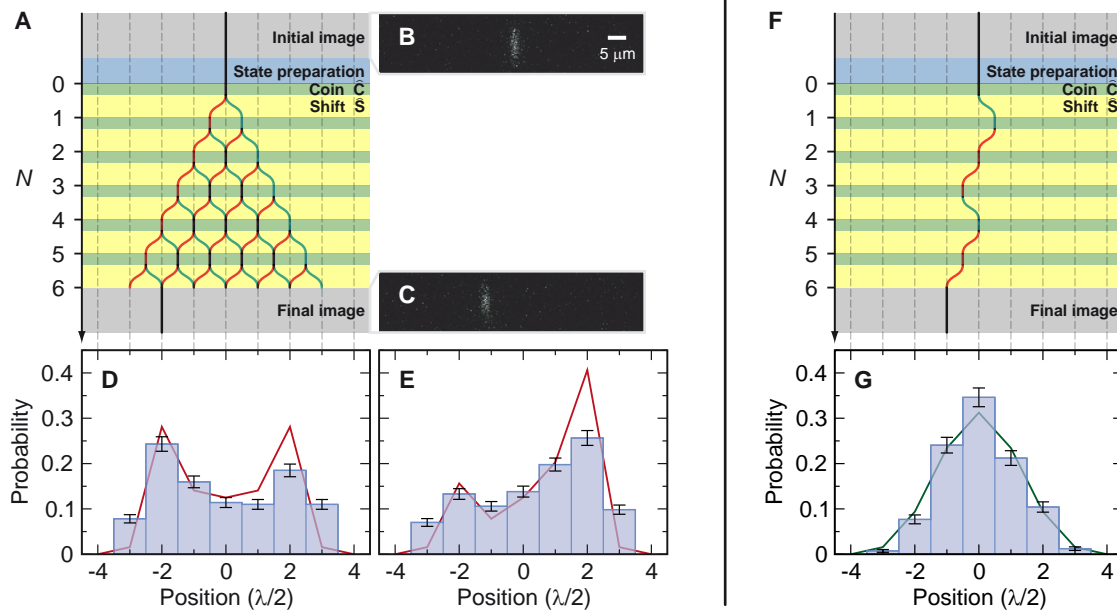 A
Initial image
State preparation
Coin Ĉ
Shift Ŝ
0
1
2
3
4
5
6
N
Final image
B
5 μm
C
F
Initial image
State preparation
Coin Ĉ
Shift Ŝ
0
1
2
3
4
5
6
N
Final image
D
Probability
0.4
0.3
0.2
0.1
0
-4 -2 0 2 4
Position (λ/2)
E
-4 -2 0 2 4
Position (λ/2)
G
Probability
0.4
0.3
0.2
0.1
0
-4 -2 0 2 4
Position (λ/2)